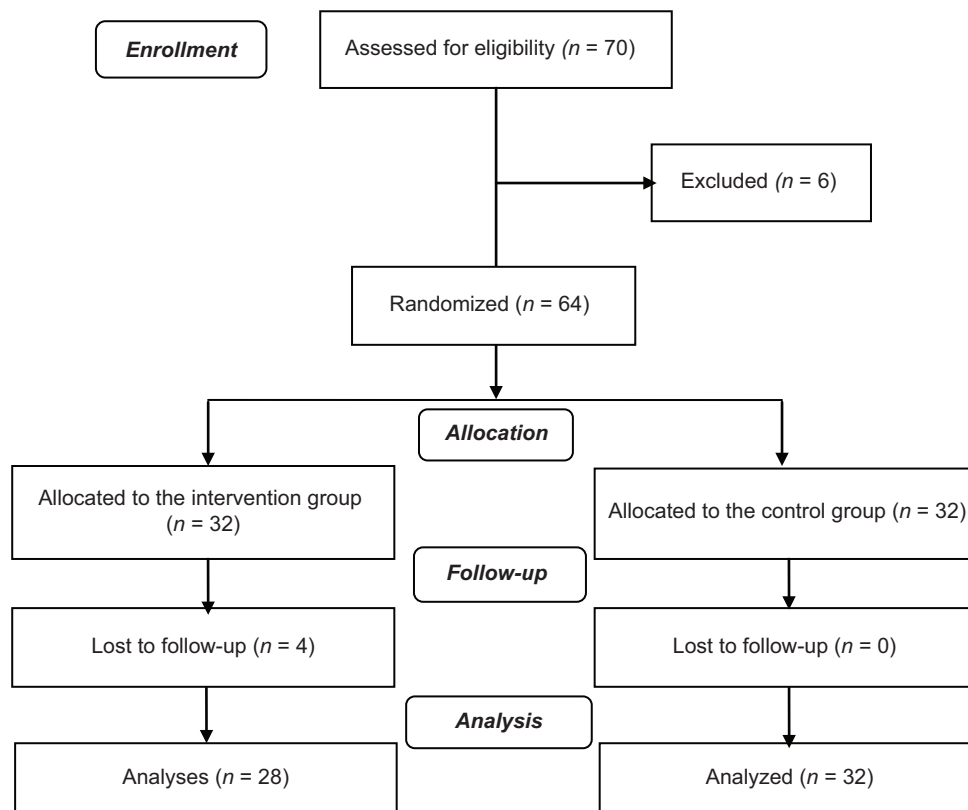 Enrollment
Assessed for eligibility (n = 70)
Excluded (n = 6)
Randomized (n = 64)
Allocation
Allocated to the intervention group
(n = 32)
Allocated to the control group (n = 32)
Follow-up
Lost to follow-up (n = 4)
Lost to follow-up (n = 0)
Analysis
Analyses (n = 28)
Analyzed (n = 32)